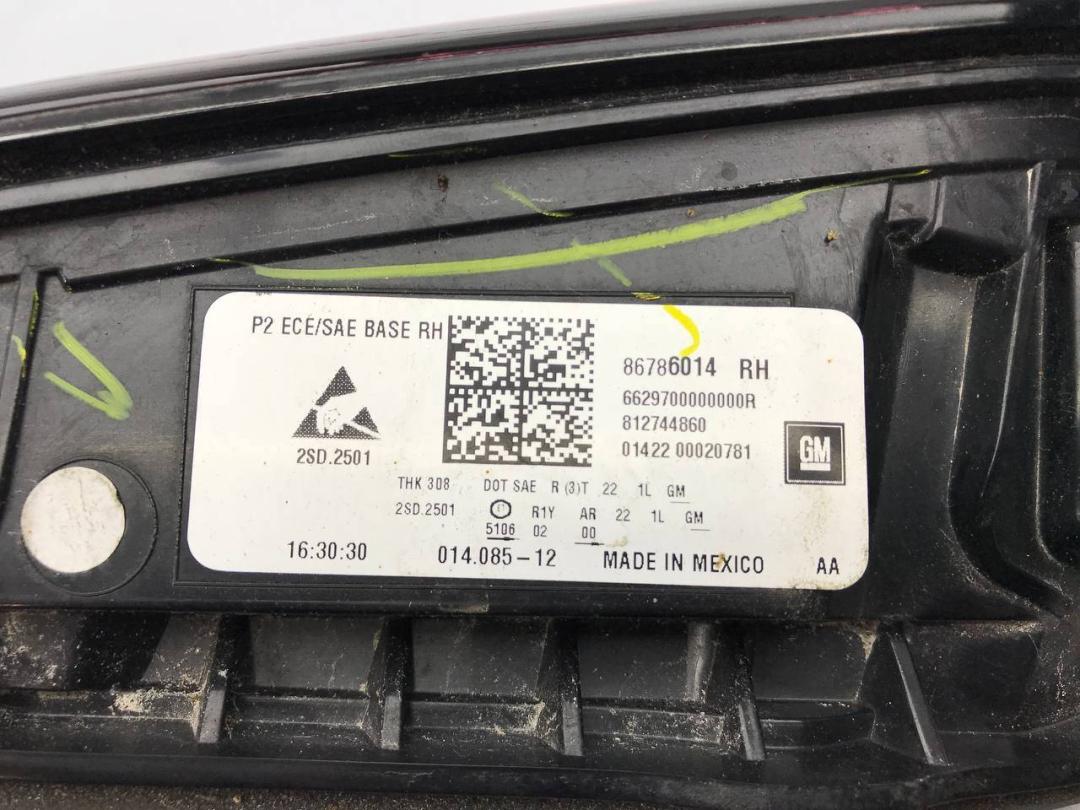 P2 ECE/SAE BASE RH
86786014 RH
6629700000000R
812744860
01422 00020781
GM
2SD.2501
THK 308 DOT SAE R (3)T 22 1L GM
2SD.2501 R1Y AR 22 1L GM
5106 02 00
16:30:30 014.085-12 MADE IN MEXICO AA